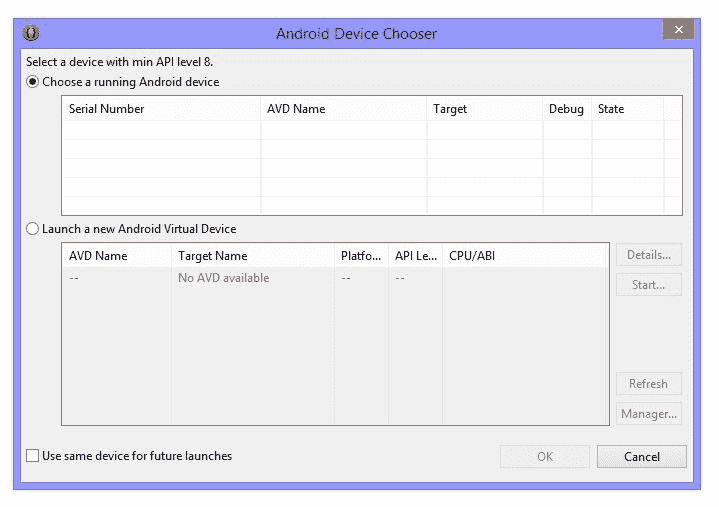 Android Device Chooser
Select a device with min API level 8.
Choose a running Android device
Serial Number AVD Name Target Debug State
Launch a new Android Virtual Device
AVD Name Target Name Platfo... API Le... CPU/ABI
-- No AVD available -- --
Details...
Start...
Refresh
Manager...
Use same device for future launches
OK Cancel